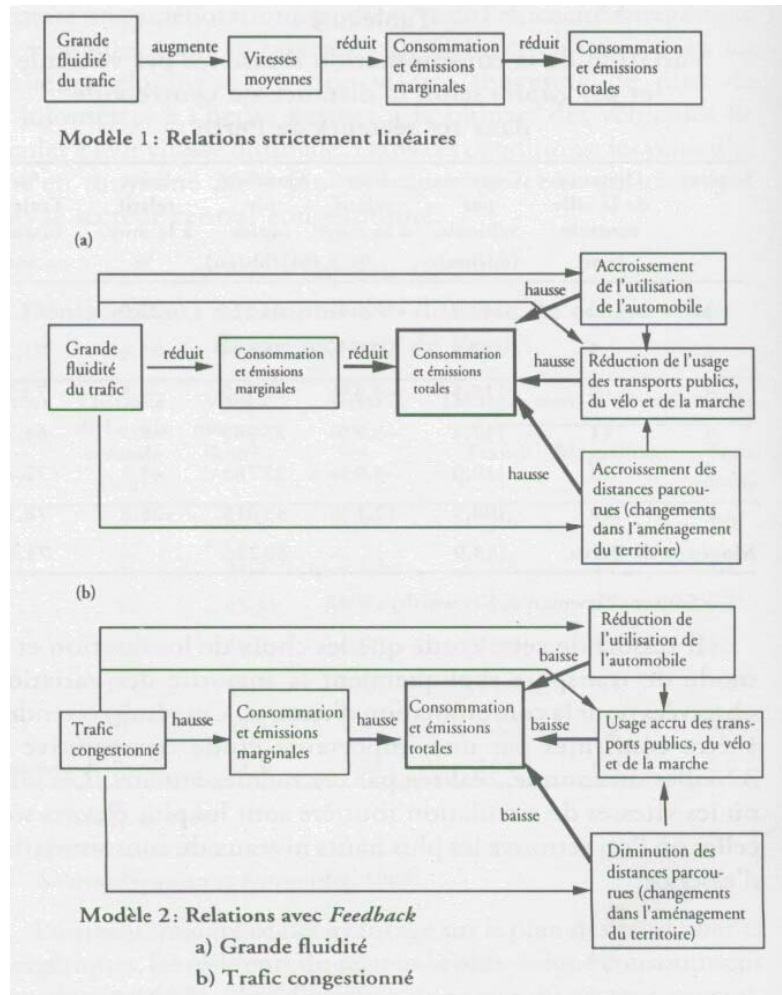 Grande
fluidité
du trafic
augmente
Vitesses
moyennes
réduit
Consommation
et émissions
marginales
réduit
Consommation
et émissions
totales
Modèle 1 : Relations strictement linéaires
(a)
Grande
fluidité
du trafic
réduit
Consommation
et émissions
marginales
réduit
Consommation
et émissions
totales
hausse
Accroissement
de l'utilisation
de l'automobile
hausse
Réduction de l'usage
des transports publics,
du vélo et de la marche
hausse
Accroissement des
distances parcou-
rues (changements
dans l'aménagement
du territoire)
(b)
Trafic
congestionné
hausse
Consommation
et émissions
marginales
hausse
Consommation
et émissions
totales
baisse
Réduction de
l'utilisation de
l'automobile
baisse
Usage accru des trans-
ports publics, du vélo
et de la marche
baisse
Diminution des
distances parcou-
rues (changements
dans l'aménagement
du territoire)
Modèle 2 : Relations avec Feedback
a) Grande fluidité
b) Trafic congestionné